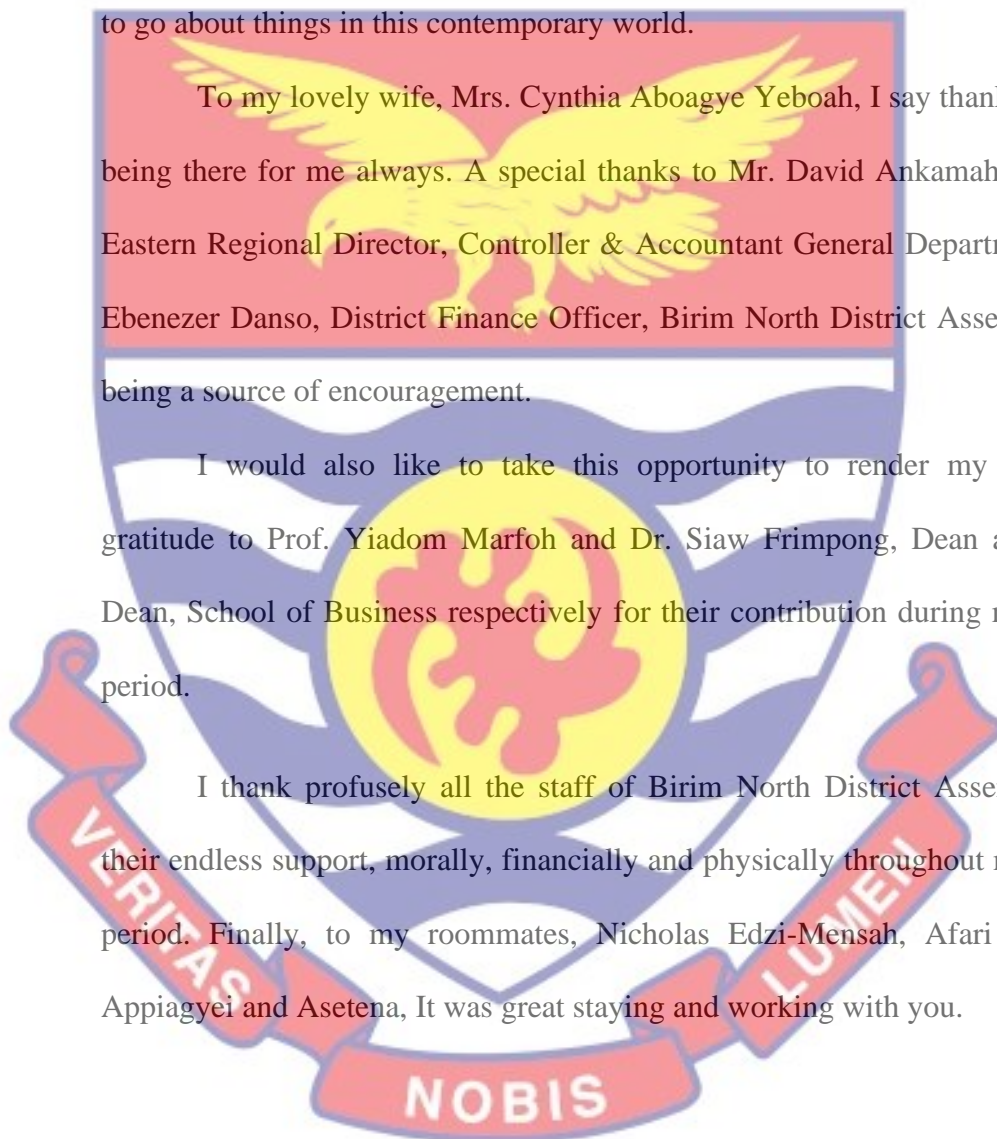 to go about things in this contemporary world.
To my lovely wife, Mrs. Cynthia Aboagye Yeboah, I say than
being there for me always. A special thanks to Mr. David Ankamah
Eastern Regional Director, Controller & Accountant General Departr
Ebenezer Danso, District Finance Officer, Birim North District Asse
being a source of encouragement.
I would also like to take this opportunity to render my
gratitude to Prof. Yiadom Marfoh and Dr. Siaw Frimpong, Dean a
Dean, School of Business respectively for their contribution during
period.
I thank profusely all the staff of Birim North District Asse
their endless support, morally, financially and physically throughout
period. Finally, to my roommates, Nicholas Edzi-Mensah, Afari
Appiagyei and Asetena, It was great staying and working with you.
VERITAS
NOBIS
LUMEN